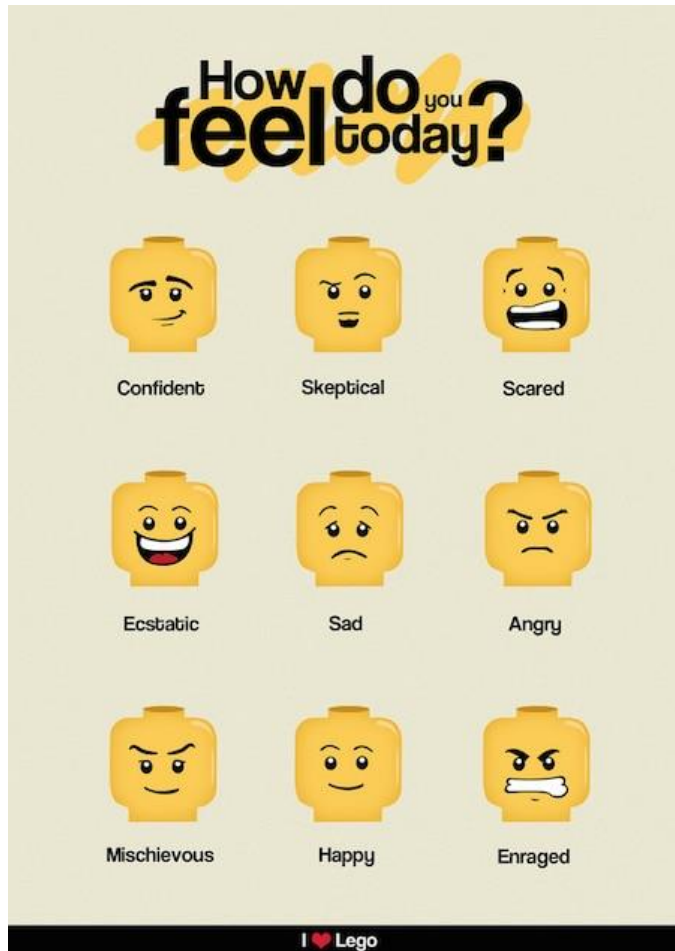 How do you
feel today?
Confident Skeptical Scared
Ecstatic Sad Angry
Mischievous Happy Enraged
I ❤ Lego